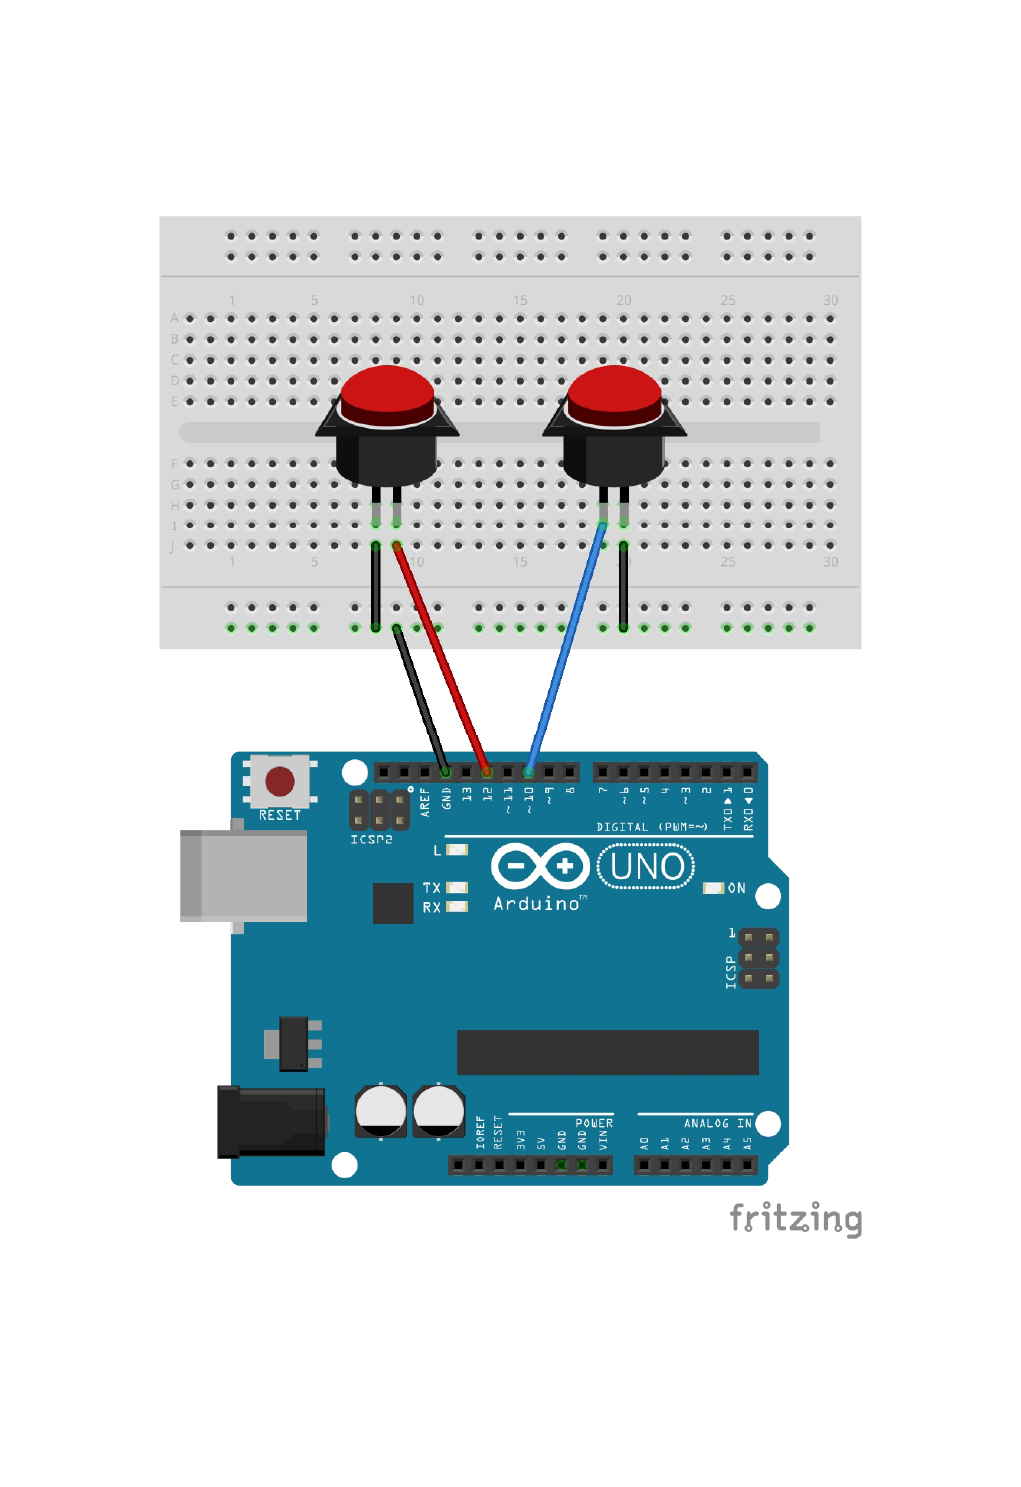 1 5 10 15 20 25 30
A
B
C
D
E
F
G
H
I
J
1 5 10 15 20 25 30
AREF GND 13 12 ~11 ~10 ~9 8 7 ~6 ~5 4 ~3 2 TX0▶1 RX0◀0
RESET
ICSP2
DIGITAL (PWM=~)
L
UNO
TX
RX
ON
Arduino™
1
ICSP
POWER
ANALOG IN
IOREF RESET 3V3 5V GND GND VIN A0 A1 A2 A3 A4 A5
fritzing